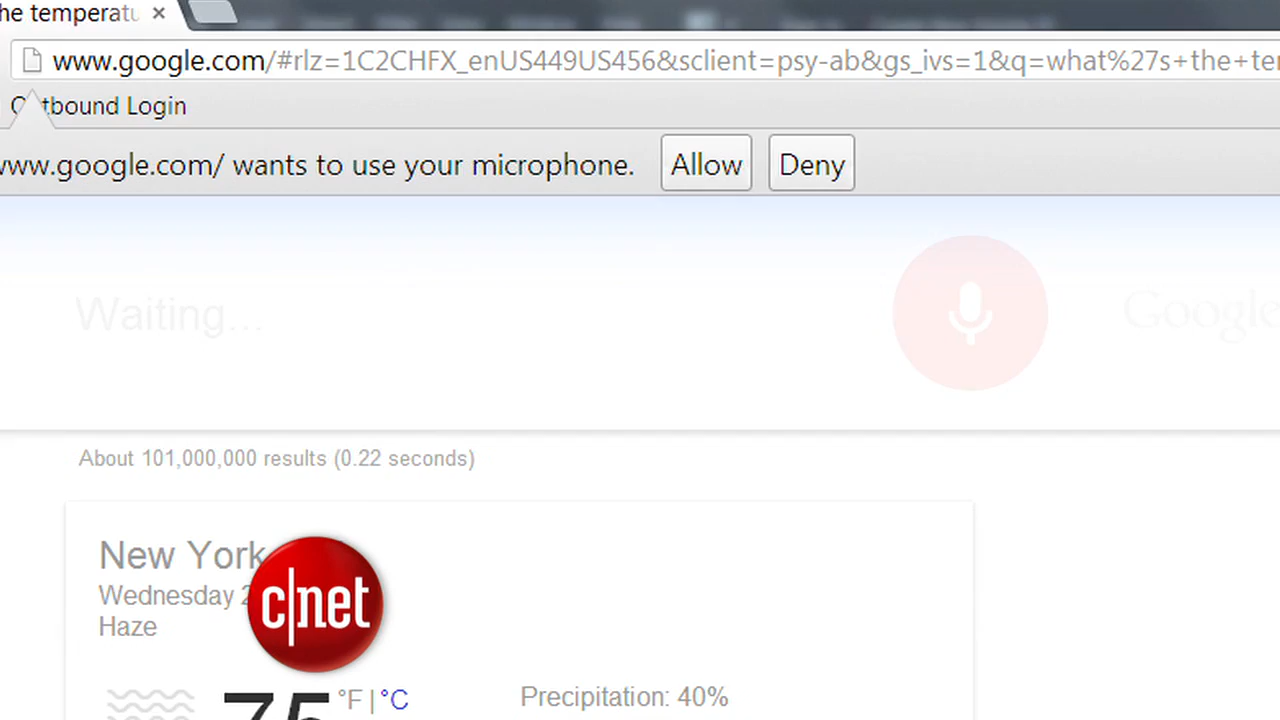 he temperatu
www.google.com/#rlz=1C2CHFX_enUS449US456&sclient=psy-ab&gs_ivs=1&q=what%27s+the+ter
Outbound Login
www.google.com/ wants to use your microphone. Allow Deny
Waiting... Google
About 101,000,000 results (0.22 seconds)
New York
Wednesday 2
Haze
c|net
75 °F | °C Precipitation: 40%